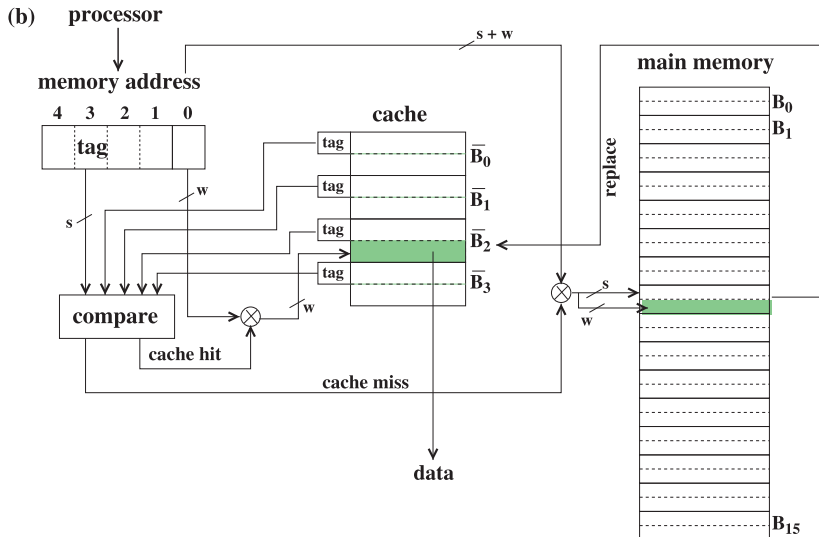 (b)
processor
s + w
memory address
main memory
4 3 2 1 0
cache
B0
tag
tag
B̄0
B1
replace
s
w
tag
B̄1
tag
B̄2
tag
B̄3
s
w
w
compare
cache hit
cache miss
data
B15